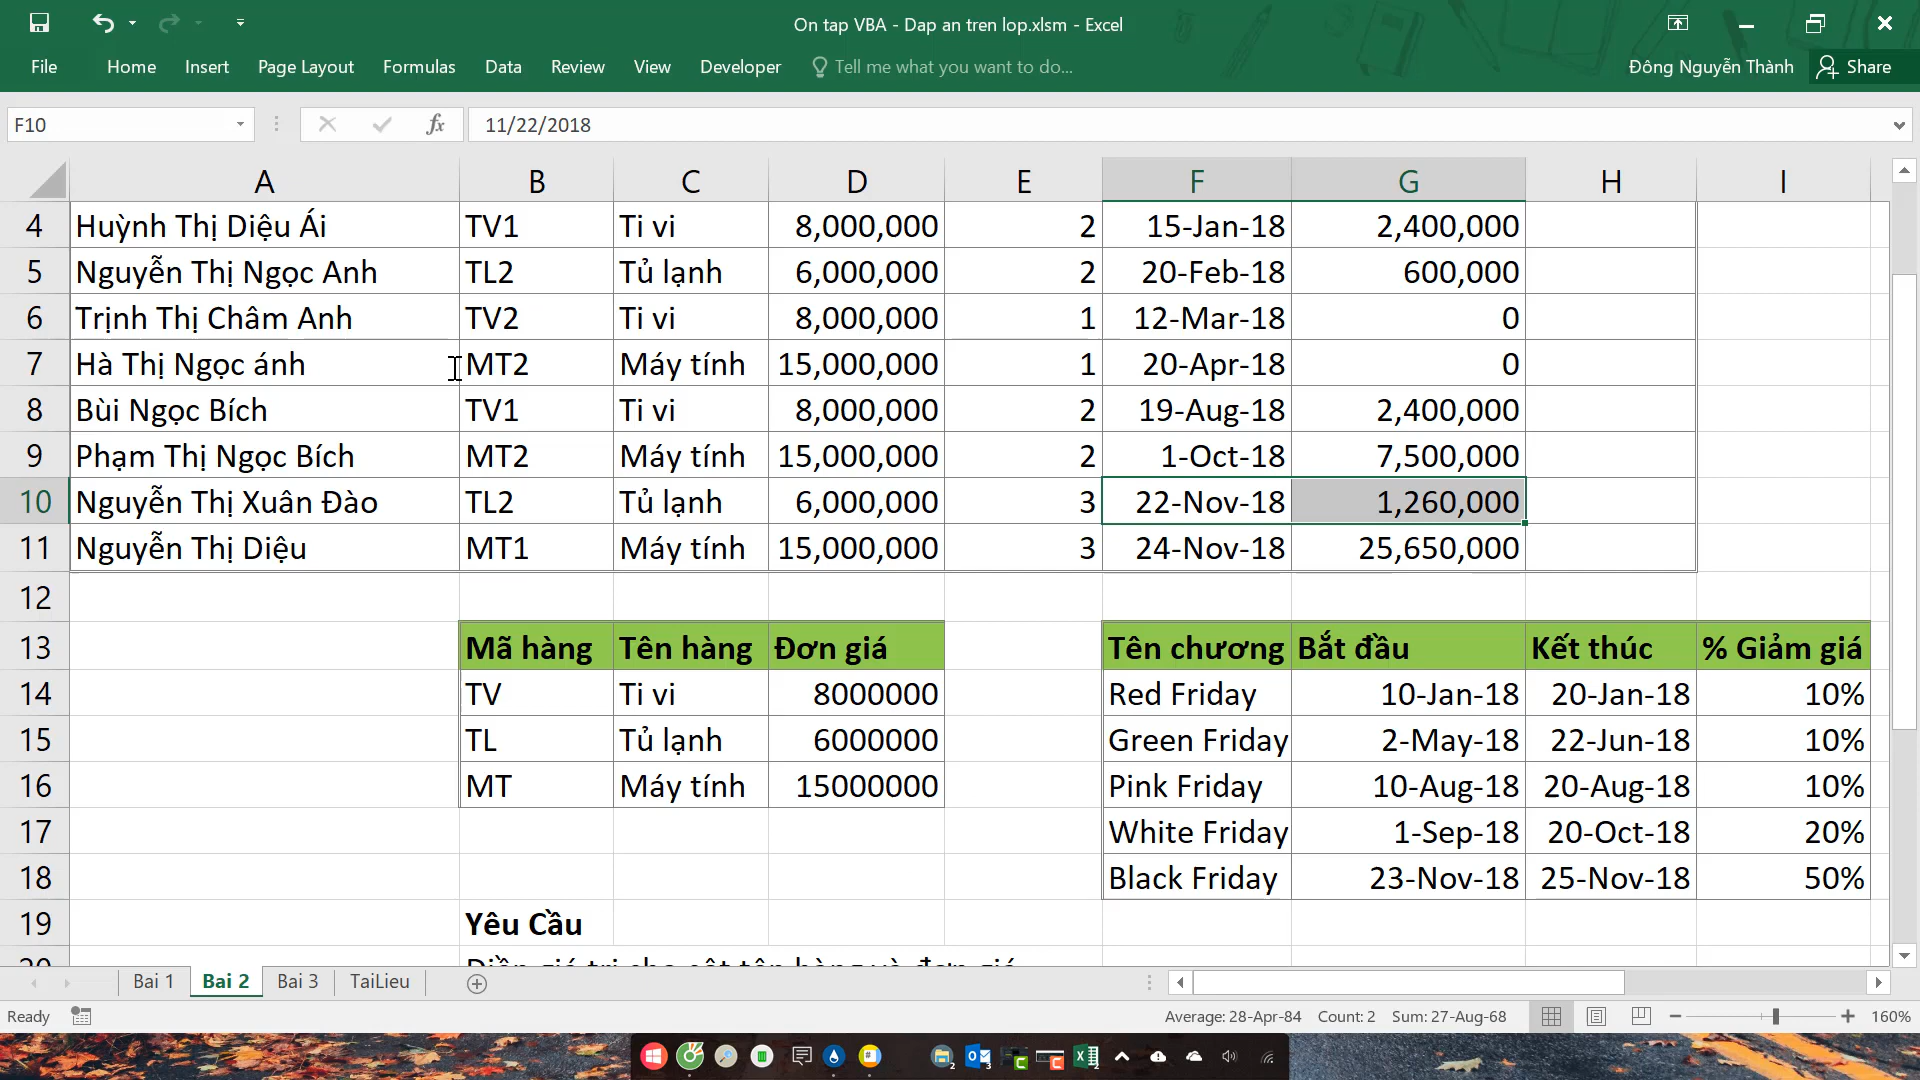 On tap VBA - Dap an tren lop.xlsm - Excel
File Home Insert Page Layout Formulas Data Review View Developer Tell me what you want to do... Đông Nguyễn Thành Share
F10 fx 11/22/2018
A B C D E F G H I
4 Huỳnh Thị Diệu Ái TV1 Ti vi 8,000,000 2 15-Jan-18 2,400,000
5 Nguyễn Thị Ngọc Anh TL2 Tủ lạnh 6,000,000 2 20-Feb-18 600,000
6 Trịnh Thị Châm Anh TV2 Ti vi 8,000,000 1 12-Mar-18 0
7 Hà Thị Ngọc ánh MT2 Máy tính 15,000,000 1 20-Apr-18 0
8 Bùi Ngọc Bích TV1 Ti vi 8,000,000 2 19-Aug-18 2,400,000
9 Phạm Thị Ngọc Bích MT2 Máy tính 15,000,000 2 1-Oct-18 7,500,000
10 Nguyễn Thị Xuân Đào TL2 Tủ lạnh 6,000,000 3 22-Nov-18 1,260,000
11 Nguyễn Thị Diệu MT1 Máy tính 15,000,000 3 24-Nov-18 25,650,000
12
13 Mã hàng Tên hàng Đơn giá Tên chương Bắt đầu Kết thúc % Giảm giá
14 TV Ti vi 8000000 Red Friday 10-Jan-18 20-Jan-18 10%
15 TL Tủ lạnh 6000000 Green Friday 2-May-18 22-Jun-18 10%
16 MT Máy tính 15000000 Pink Friday 10-Aug-18 20-Aug-18 10%
17 White Friday 1-Sep-18 20-Oct-18 20%
18 Black Friday 23-Nov-18 25-Nov-18 50%
19 Yêu Cầu
20 Điền giá trị cho cột tên hàng và đơn giá
Bai 1 Bai 2 Bai 3 TaiLieu
Ready Average: 28-Apr-84 Count: 2 Sum: 27-Aug-68 160%